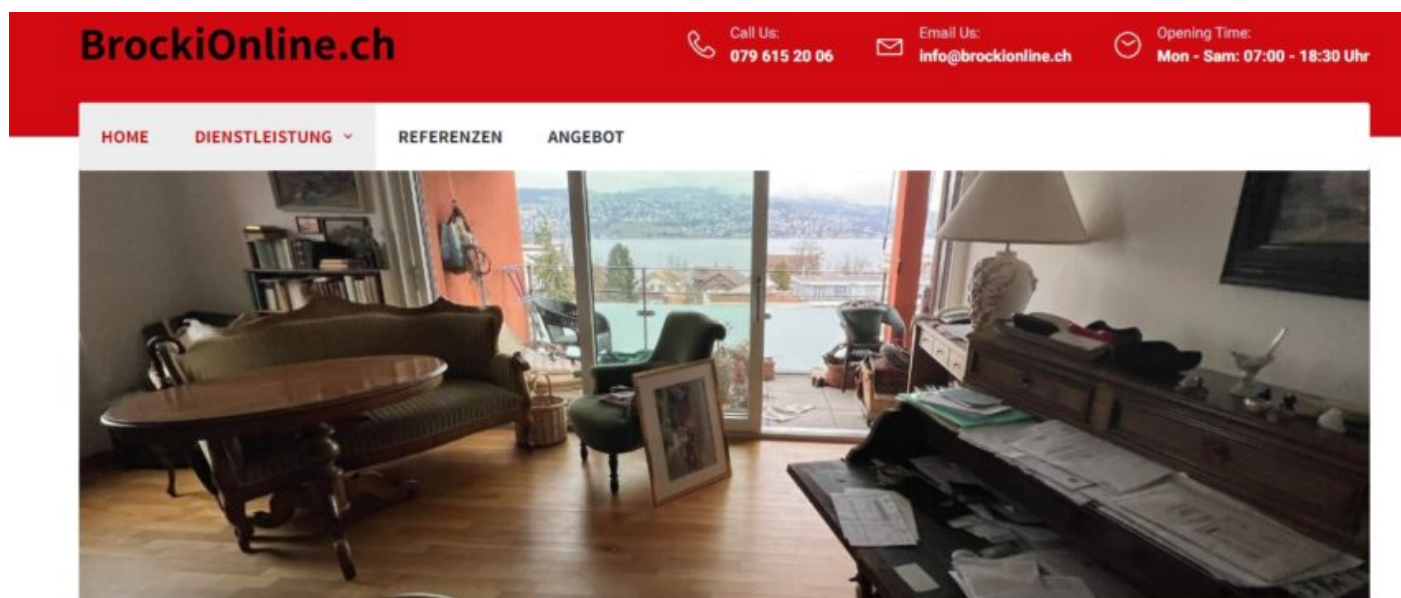 BrockiOnline.ch
Call Us:
079 615 20 06
Email Us:
info@brockionline.ch
Opening Time:
Mon - Sam: 07:00 - 18:30 Uhr
HOME DIENSTLEISTUNG REFERENZEN ANGEBOT